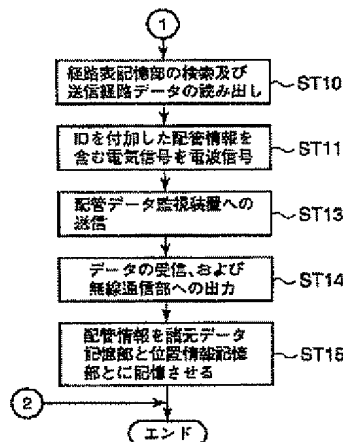 1
経路表記憶部の検索及び
送信経路データの読み出し
ST10
IDを付加した配管情報を
含む電気信号を電波信号
ST11
配管データ監視装置への
送信
ST13
データの受信、および
無線通信部への出力
ST14
配管情報を諸元データ
記憶部と位置情報記憶
部とに記憶させる
ST15
2
エンド